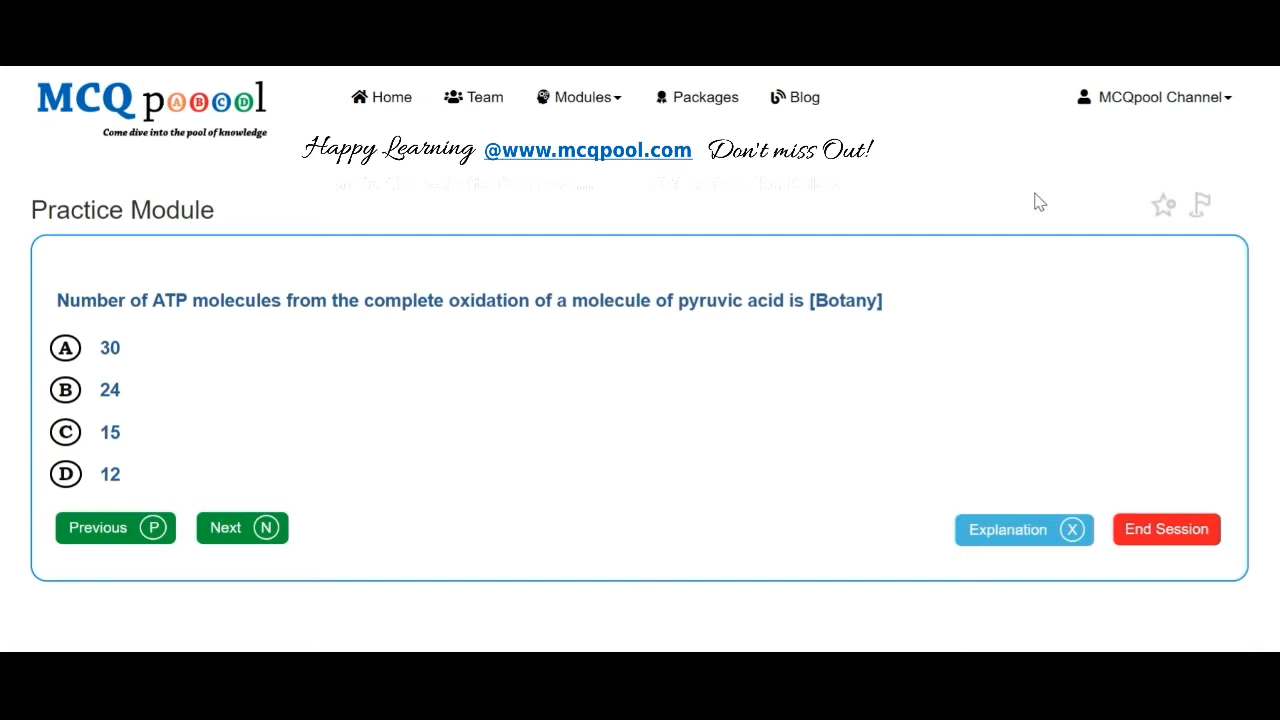 MCQ pooool
A B C D
Come dive into the pool of knowledge
Home Team Modules Packages Blog MCQpool Channel
Happy Learning @www.mcqpool.com Don't miss Out!
Practice Module
Number of ATP molecules from the complete oxidation of a molecule of pyruvic acid is [Botany]
A 30
B 24
C 15
D 12
Previous P Next N Explanation X End Session